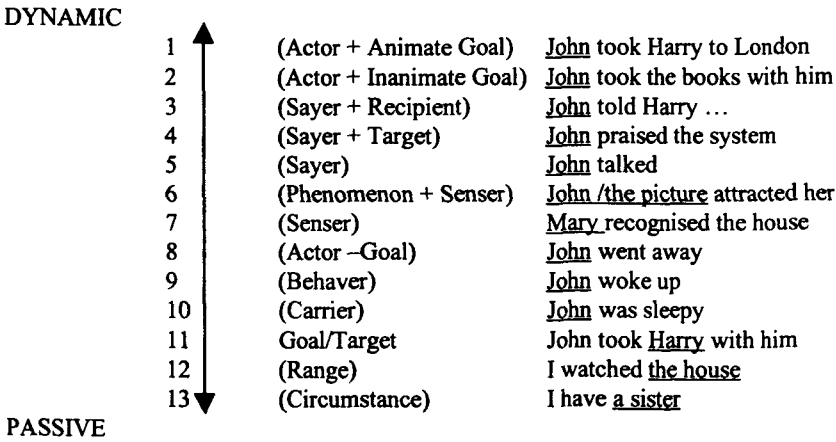 DYNAMIC
1 (Actor + Animate Goal) John took Harry to London
2 (Actor + Inanimate Goal) John took the books with him
3 (Sayer + Recipient) John told Harry …
4 (Sayer + Target) John praised the system
5 (Sayer) John talked
6 (Phenomenon + Senser) John /the picture attracted her
7 (Senser) Mary recognised the house
8 (Actor –Goal) John went away
9 (Behaver) John woke up
10 (Carrier) John was sleepy
11 Goal/Target John took Harry with him
12 (Range) I watched the house
13 (Circumstance) I have a sister
PASSIVE